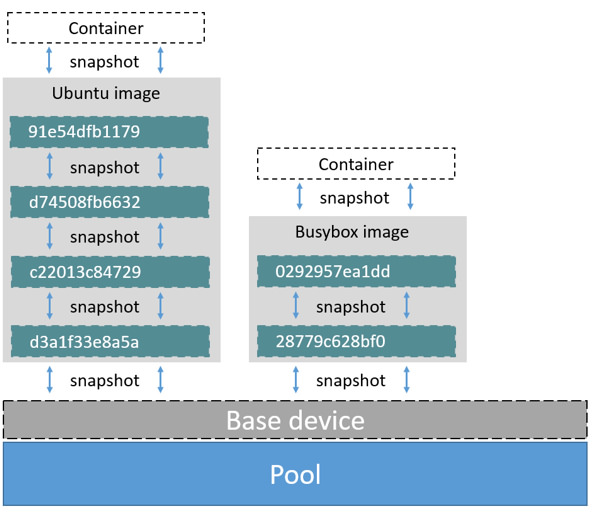 Container
snapshot
Ubuntu image
91e54dfb1179
snapshot
d74508fb6632
snapshot
c22013c84729
snapshot
d3a1f33e8a5a
snapshot
Container
snapshot
Busybox image
0292957ea1dd
snapshot
28779c628bf0
snapshot
Base device
Pool